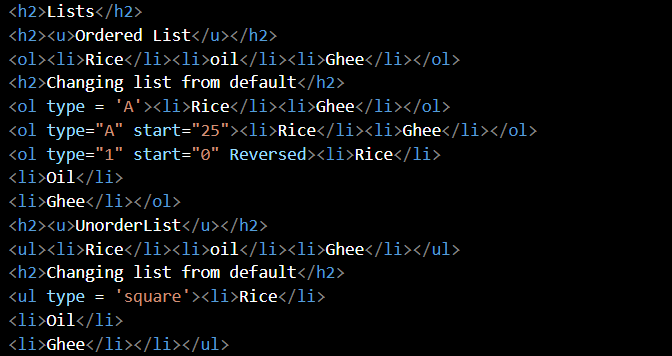 <h2>Lists</h2>
<h2><u>Ordered List</u></h2>
<ol><li>Rice</li><li>oil</li><li>Ghee</li></ol>
<h2>Changing list from default</h2>
<ol type = 'A'><li>Rice</li><li>Ghee</li></ol>
<ol type="A" start="25"><li>Rice</li><li>Ghee</li></ol>
<ol type="1" start="0" Reversed><li>Rice</li>
<li>Oil</li>
<li>Ghee</li></ol>
<h2><u>UnorderList</u></h2>
<ul><li>Rice</li><li>oil</li><li>Ghee</li></ul>
<h2>Changing list from default</h2>
<ul type = 'square'><li>Rice</li>
<li>Oil</li>
<li>Ghee</li></li></ul>